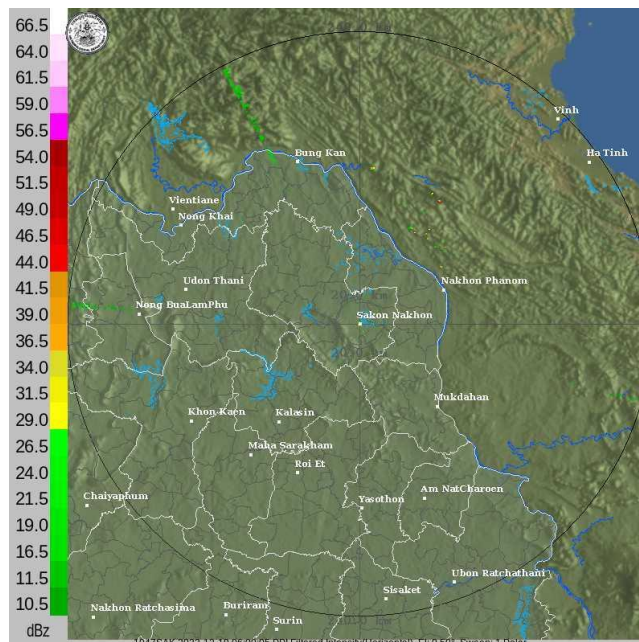 66.5
64.0
61.5
59.0
56.5
54.0
51.5
49.0
46.5
44.0
41.5
39.0
36.5
34.0
31.5
29.0
26.5
24.0
21.5
19.0
16.5
11.5
10.5
dBz
Vinh
Ha Tinh
Bung Kan
Vientiane
Nong Khai
Udon Thani
Nakhon Phanom
Nong BuaLamPhu
Sakon Nakhon
Mukdahan
Khon Kaen
Kalasin
Maha Sarakham
Roi Et
Chaiyaphum
Yasothon
Am NatCharoen
Ubon Ratchathani
Sisaket
Nakhon Ratchasima
Buriram
Surin